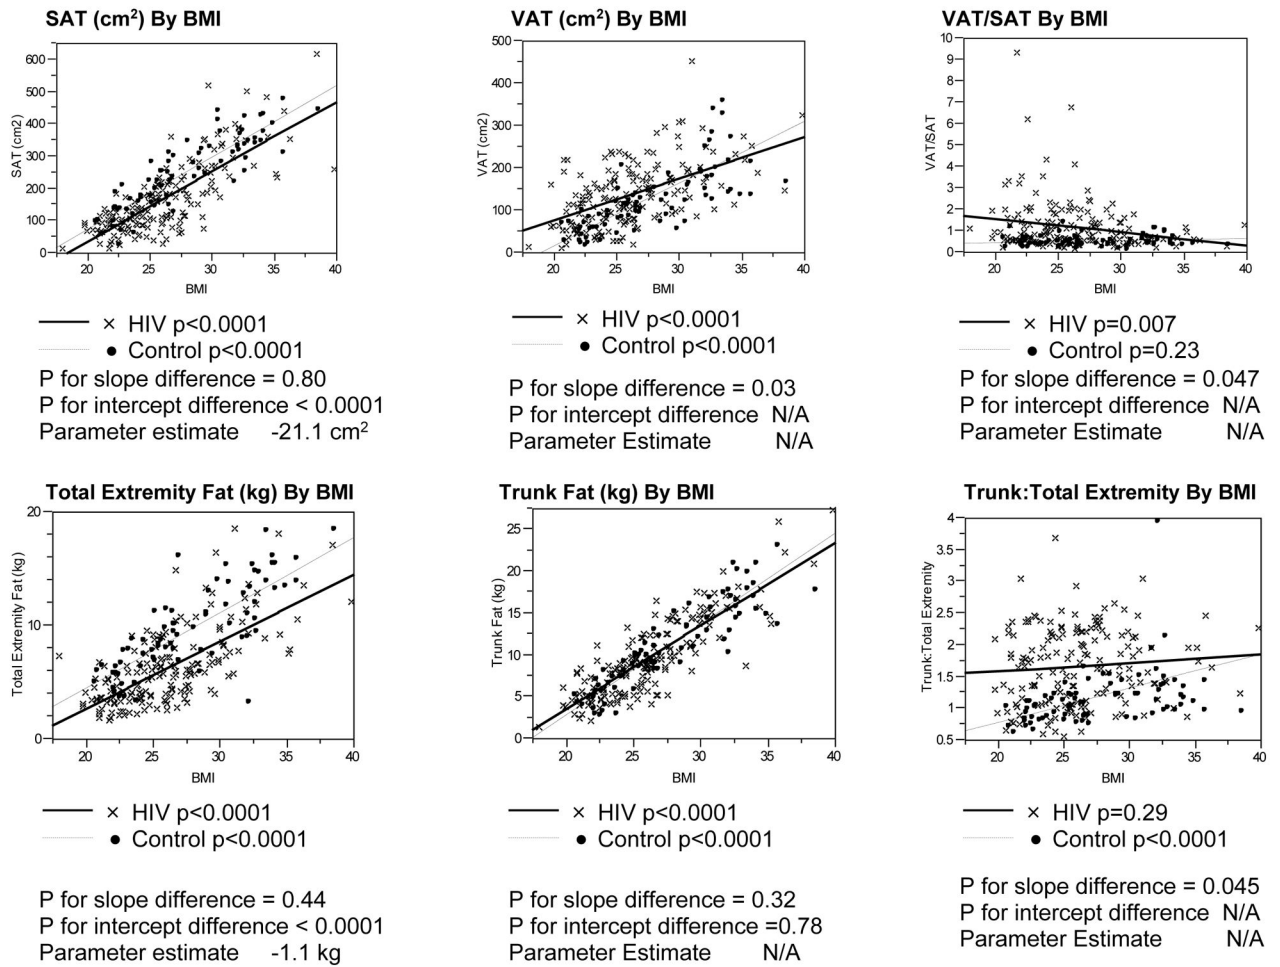 SAT (cm²) By BMI
600
500
400
300
200
100
0
SAT (cm2)
20
25
30
35
40
BMI
HIV p<0.0001
Control p<0.0001
P for slope difference = 0.80
P for intercept difference < 0.0001
Parameter estimate -21.1 cm²
VAT (cm²) By BMI
500
400
300
200
100
0
VAT (cm2)
20
25
30
35
40
BMI
HIV p<0.0001
Control p<0.0001
P for slope difference = 0.03
P for intercept difference N/A
Parameter Estimate N/A
VAT/SAT By BMI
10
9
8
7
6
5
4
3
2
1
0
VAT/SAT
20
25
30
35
40
BMI
HIV p=0.007
Control p=0.23
P for slope difference = 0.047
P for intercept difference N/A
Parameter Estimate N/A
Total Extremity Fat (kg) By BMI
20
10
0
Total Extremity Fat (kg)
20
25
30
35
40
BMI
HIV p<0.0001
Control p<0.0001
P for slope difference = 0.44
P for intercept difference < 0.0001
Parameter estimate -1.1 kg
Trunk Fat (kg) By BMI
25
20
15
10
5
0
Trunk Fat (kg)
20
25
30
35
40
BMI
HIV p<0.0001
Control p<0.0001
P for slope difference = 0.32
P for intercept difference =0.78
Parameter Estimate N/A
Trunk:Total Extremity By BMI
4
3.5
3
2.5
2
1.5
1
0.5
Trunk:Total Extremity
20
25
30
35
40
BMI
HIV p=0.29
Control p<0.0001
P for slope difference = 0.045
P for intercept difference N/A
Parameter Estimate N/A